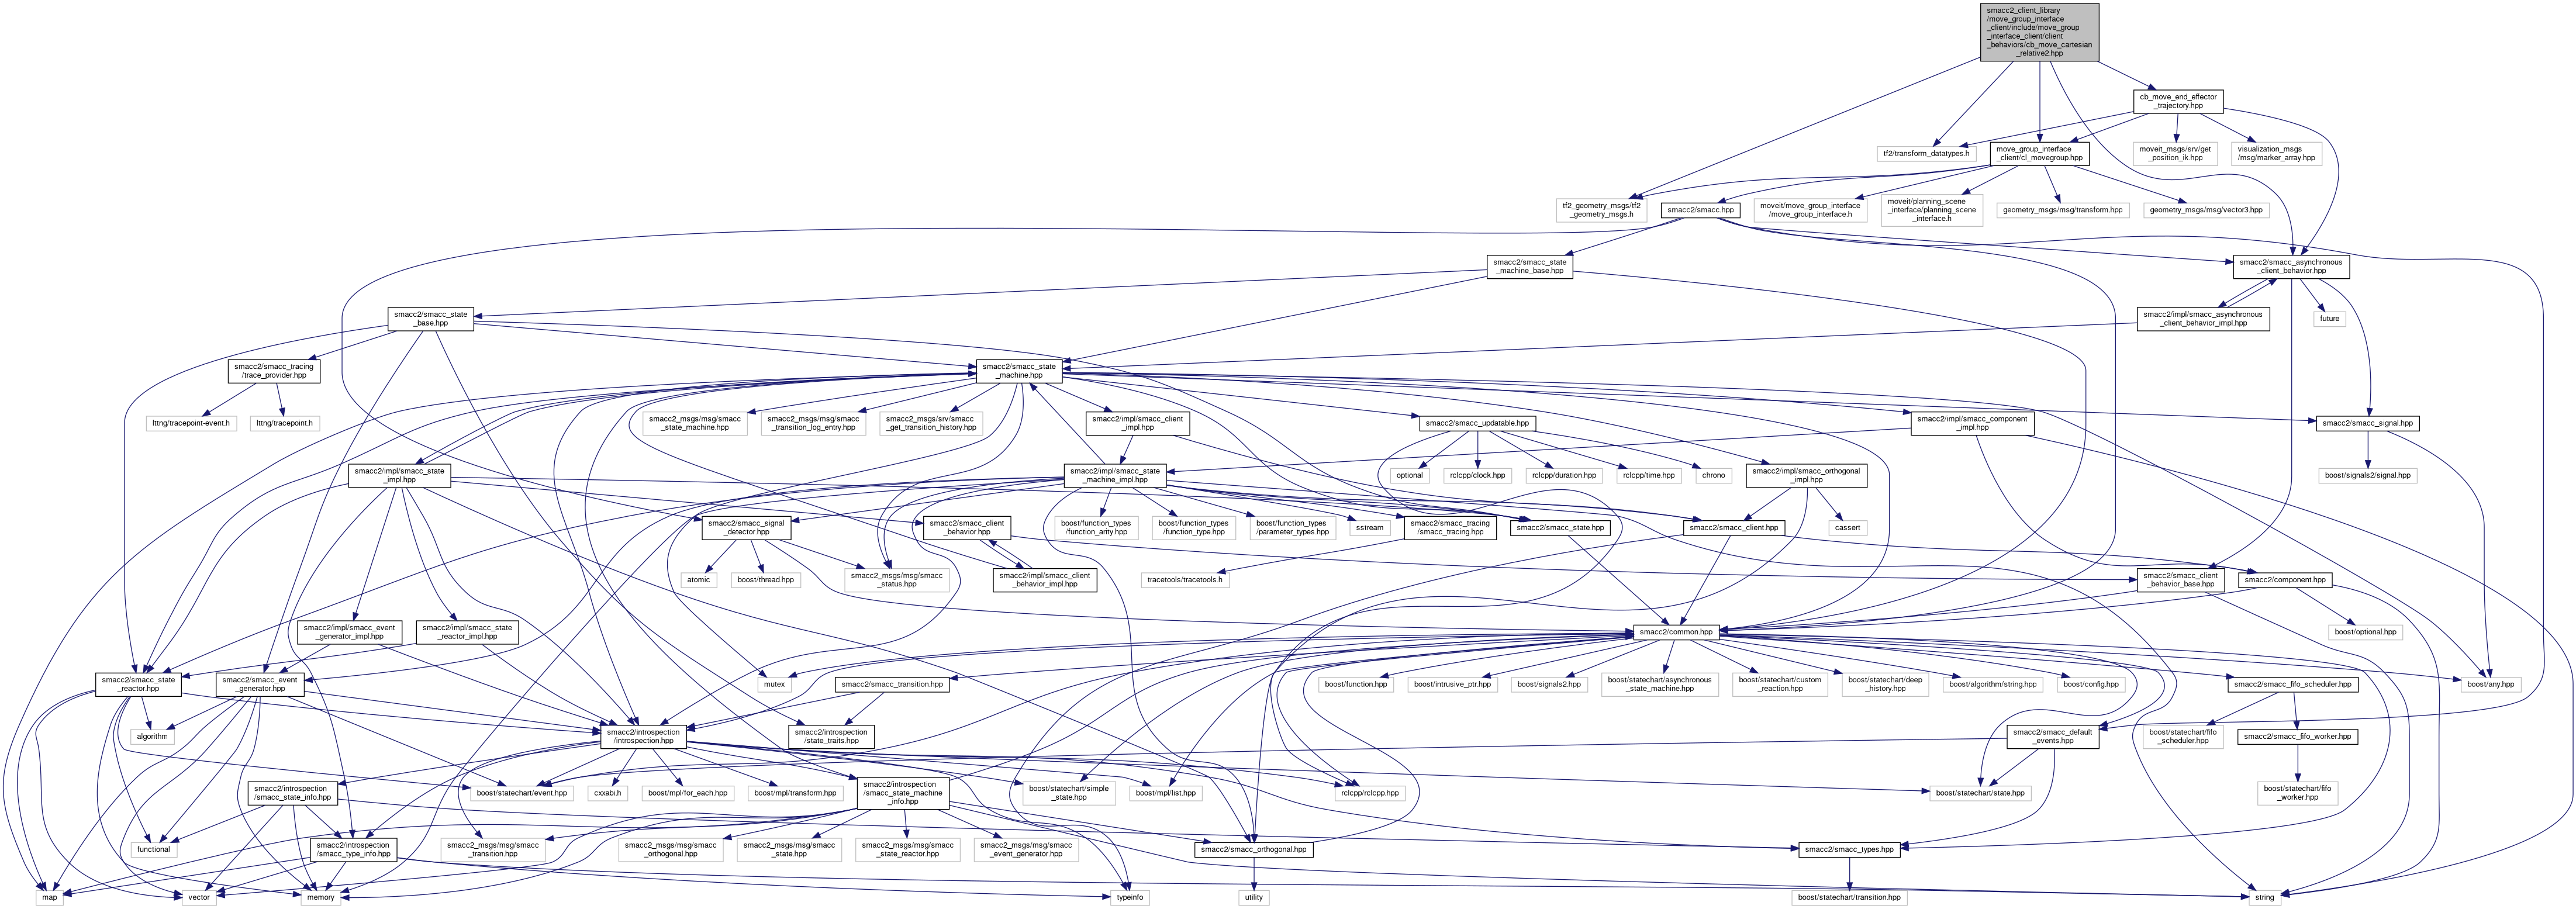 smacc2_client_library
/move_group_interface
_client/include/move_group
_interface_client/client
_behaviors/cb_move_cartesian
_relative2.hpp
cb_move_end_effector
_trajectory.hpp
tf2/transform_datatypes.h
move_group_interface
_client/cl_movegroup.hpp
moveit_msgs/srv/get
_position_ik.hpp
visualization_msgs
/msg/marker_array.hpp
tf2_geometry_msgs/tf2
_geometry_msgs.h
smacc2/smacc.hpp
moveit/move_group_interface
/move_group_interface.h
moveit/planning_scene
_interface/planning_scene
_interface.h
geometry_msgs/msg/transform.hpp
geometry_msgs/msg/vector3.hpp
smacc2/smacc_state
_machine_base.hpp
smacc2/smacc_asynchronous
_client_behavior.hpp
smacc2/smacc_state
_base.hpp
smacc2/impl/smacc_asynchronous
_client_behavior_impl.hpp
future
smacc2/smacc_tracing
/trace_provider.hpp
smacc2/smacc_state
_machine.hpp
lttng/tracepoint-event.h
lttng/tracepoint.h
smacc2_msgs/msg/smacc
_state_machine.hpp
smacc2_msgs/msg/smacc
_transition_log_entry.hpp
smacc2_msgs/srv/smacc
_get_transition_history.hpp
smacc2/impl/smacc_client
_impl.hpp
smacc2/smacc_updatable.hpp
smacc2/impl/smacc_component
_impl.hpp
smacc2/smacc_signal.hpp
smacc2/impl/smacc_state
_impl.hpp
smacc2/impl/smacc_state
_machine_impl.hpp
optional
rclcpp/clock.hpp
rclcpp/duration.hpp
rclcpp/time.hpp
chrono
smacc2/impl/smacc_orthogonal
_impl.hpp
boost/signals2/signal.hpp
smacc2/smacc_signal
_detector.hpp
smacc2/smacc_client
_behavior.hpp
boost/function_types
/function_arity.hpp
boost/function_types
/function_type.hpp
boost/function_types
/parameter_types.hpp
sstream
smacc2/smacc_tracing
/smacc_tracing.hpp
smacc2/smacc_state.hpp
smacc2/smacc_client.hpp
cassert
atomic
boost/thread.hpp
smacc2_msgs/msg/smacc
_status.hpp
smacc2/impl/smacc_client
_behavior_impl.hpp
tracetools/tracetools.h
smacc2/smacc_client
_behavior_base.hpp
smacc2/component.hpp
smacc2/impl/smacc_event
_generator_impl.hpp
smacc2/impl/smacc_state
_reactor_impl.hpp
smacc2/common.hpp
boost/optional.hpp
smacc2/smacc_state
_reactor.hpp
smacc2/smacc_event
_generator.hpp
mutex
smacc2/smacc_transition.hpp
boost/function.hpp
boost/intrusive_ptr.hpp
boost/signals2.hpp
boost/statechart/asynchronous
_state_machine.hpp
boost/statechart/custom
_reaction.hpp
boost/statechart/deep
_history.hpp
boost/algorithm/string.hpp
boost/config.hpp
smacc2/smacc_fifo_scheduler.hpp
boost/any.hpp
algorithm
smacc2/introspection
/introspection.hpp
smacc2/introspection
/state_traits.hpp
smacc2/smacc_default
_events.hpp
boost/statechart/fifo
_scheduler.hpp
smacc2/smacc_fifo_worker.hpp
smacc2/introspection
/smacc_state_info.hpp
boost/statechart/event.hpp
cxxabi.h
boost/mpl/for_each.hpp
boost/mpl/transform.hpp
smacc2/introspection
/smacc_state_machine
_info.hpp
boost/statechart/simple
_state.hpp
boost/mpl/list.hpp
rclcpp/rclcpp.hpp
boost/statechart/state.hpp
boost/statechart/fifo
_worker.hpp
functional
smacc2/introspection
/smacc_type_info.hpp
smacc2_msgs/msg/smacc
_transition.hpp
smacc2_msgs/msg/smacc
_orthogonal.hpp
smacc2_msgs/msg/smacc
_state.hpp
smacc2_msgs/msg/smacc
_state_reactor.hpp
smacc2_msgs/msg/smacc
_event_generator.hpp
smacc2/smacc_orthogonal.hpp
smacc2/smacc_types.hpp
map
vector
memory
typeinfo
utility
boost/statechart/transition.hpp
string